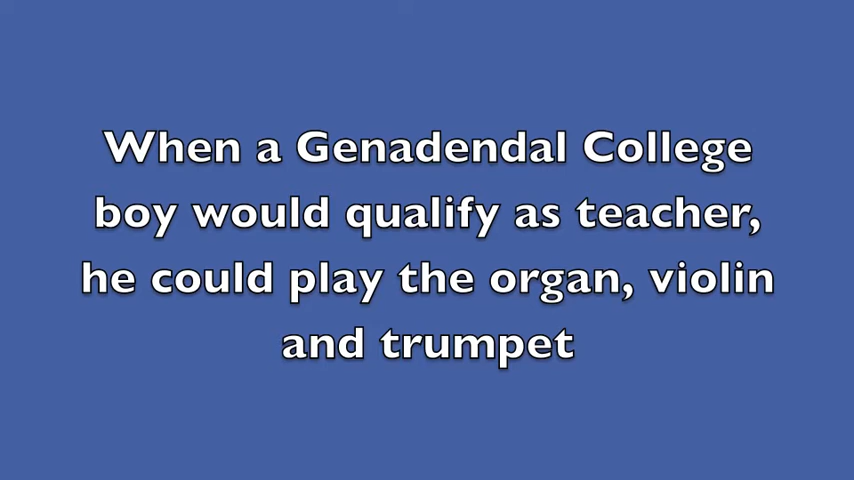 When a Genadendal College
boy would qualify as teacher,
he could play the organ, violin
and trumpet